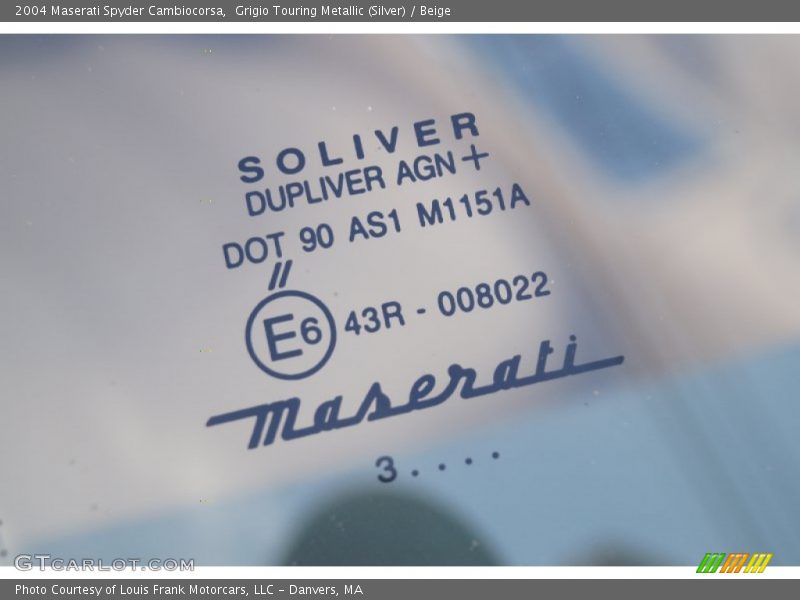 2004 Maserati Spyder Cambiocorsa,  Grigio Touring Metallic (Silver) / Beige
SOLIVER
DUPLIVER AGN+
DOT 90 AS1 M1151A
//
E6 43R - 008022
Maserati
3....
GTCARLOT.COM
Photo Courtesy of Louis Frank Motorcars, LLC – Danvers, MA